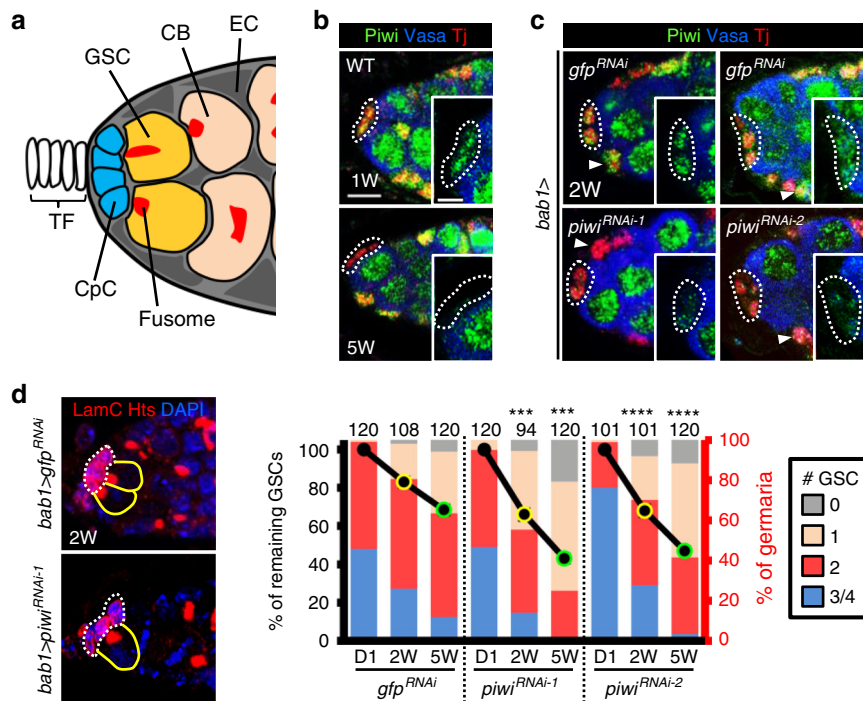 a
GSC
CB
EC
TF
CpC
Fusome
b
Piwi Vasa Tj
WT
1W
5W
c
Piwi Vasa Tj
bab1>
gfp^RNAi
gfp^RNAi
2W
piwi^RNAi-1
piwi^RNAi-2
d
bab1>gfp^RNAi
LamC Hts DAPI
2W
bab1>piwi^RNAi-1
% of remaining GSCs
100
80
60
40
20
0
*** *** **** ****
120 108 120 120 94 120 101 101 120
D1 2W 5W D1 2W 5W D1 2W 5W
gfp^RNAi piwi^RNAi-1 piwi^RNAi-2
100
80
60
40
20
0
% of germaria
# GSC
0
1
2
3/4